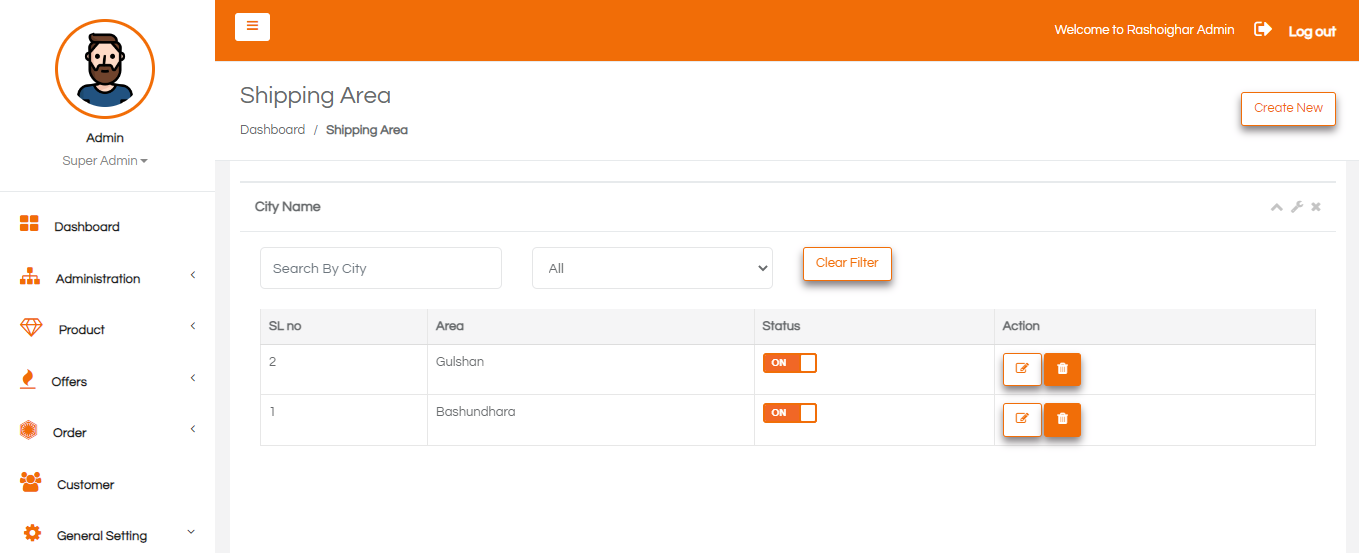 Welcome to Rashoighar Admin Log out
Admin
Super Admin
Shipping Area
Dashboard / Shipping Area
Create New
Dashboard
Administration
Product
Offers
Order
Customer
General Setting
City Name
Search By City All Clear Filter
SL no Area Status Action
2 Gulshan ON
1 Bashundhara ON